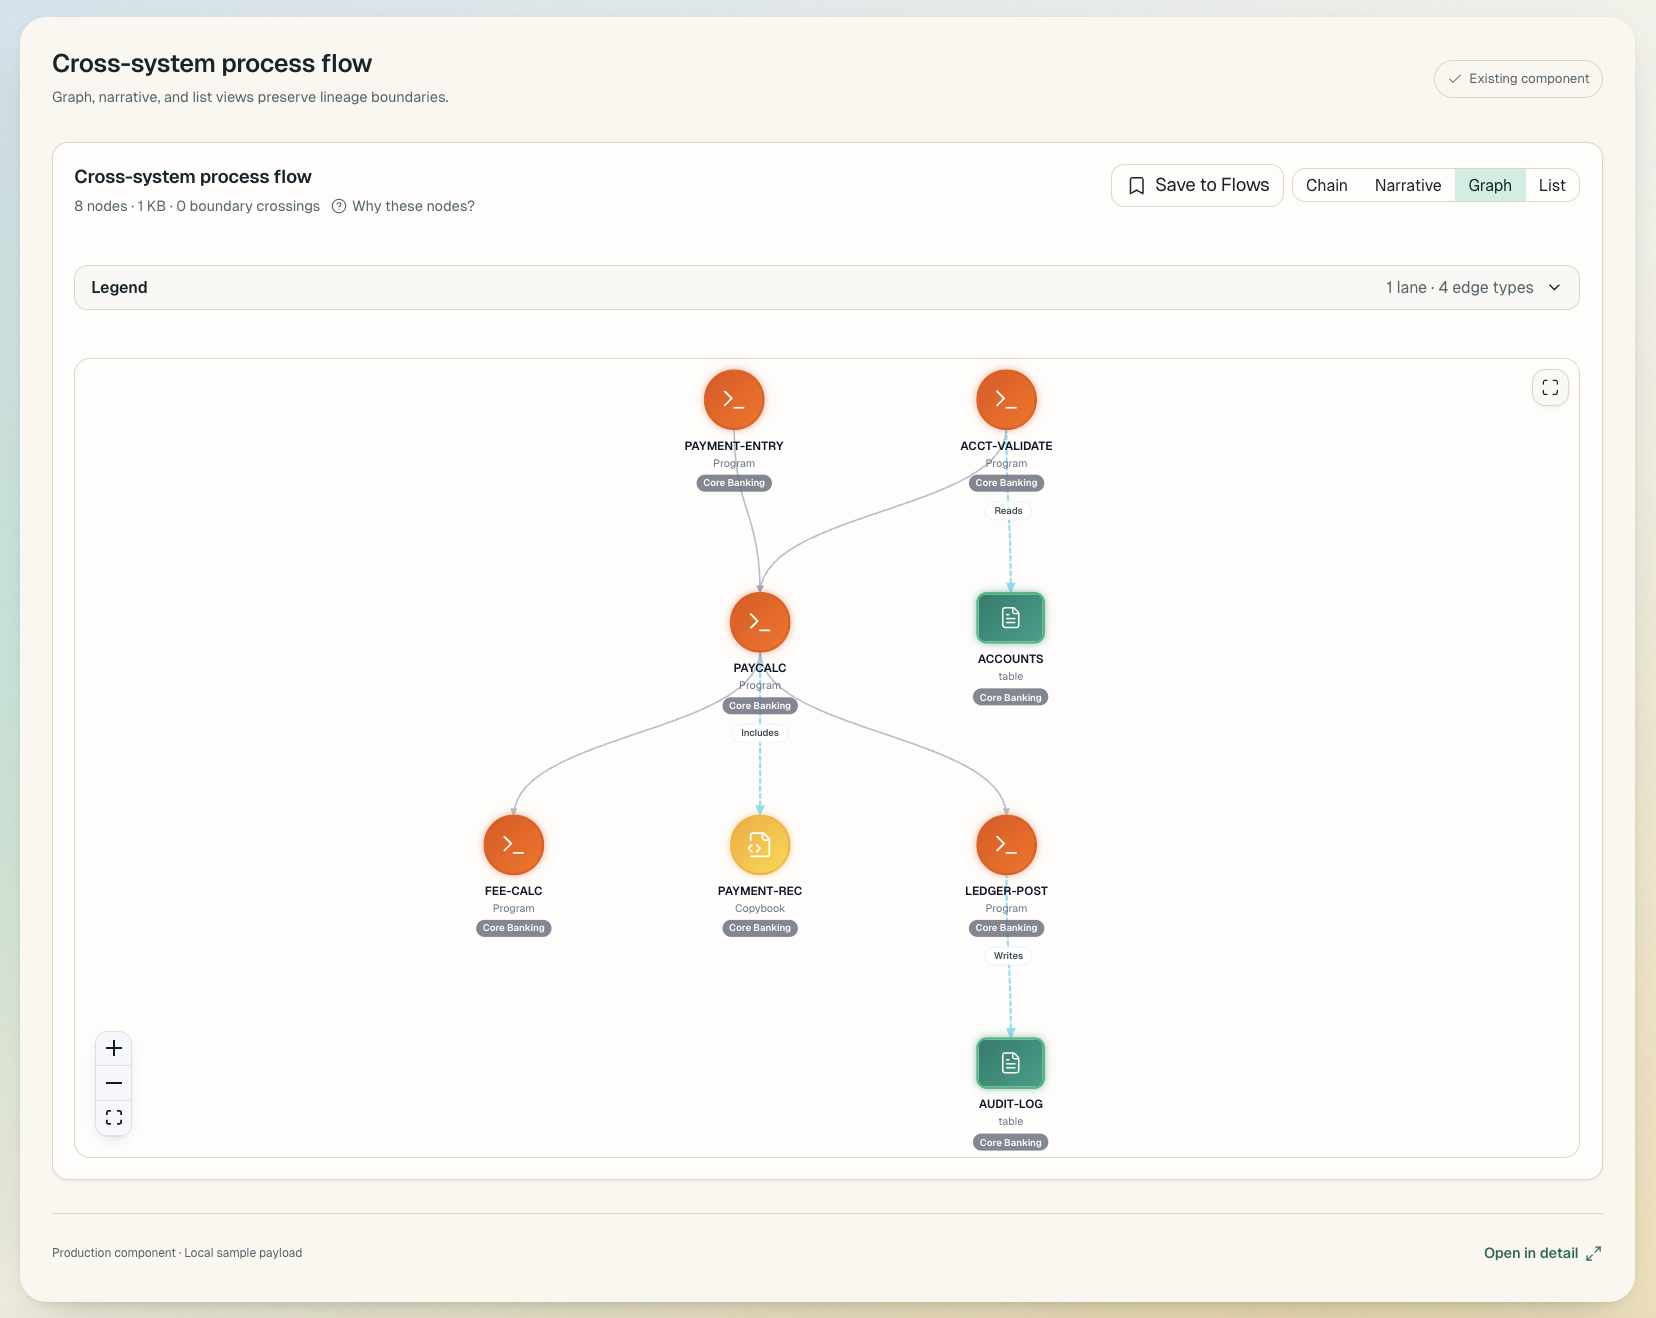 Cross-system process flow
Graph, narrative, and list views preserve lineage boundaries.
Existing component
Cross-system process flow
8 nodes · 1 KB · 0 boundary crossings
Why these nodes?
Save to Flows
Chain
Narrative
Graph
List
Legend
1 lane · 4 edge types
PAYMENT-ENTRY
Program
Core Banking
ACCT-VALIDATE
Program
Core Banking
Reads
PAYCALC
Program
Core Banking
Includes
ACCOUNTS
table
Core Banking
FEE-CALC
Program
Core Banking
PAYMENT-REC
Copybook
Core Banking
LEDGER-POST
Program
Core Banking
Writes
AUDIT-LOG
table
Core Banking
Production component · Local sample payload
Open in detail